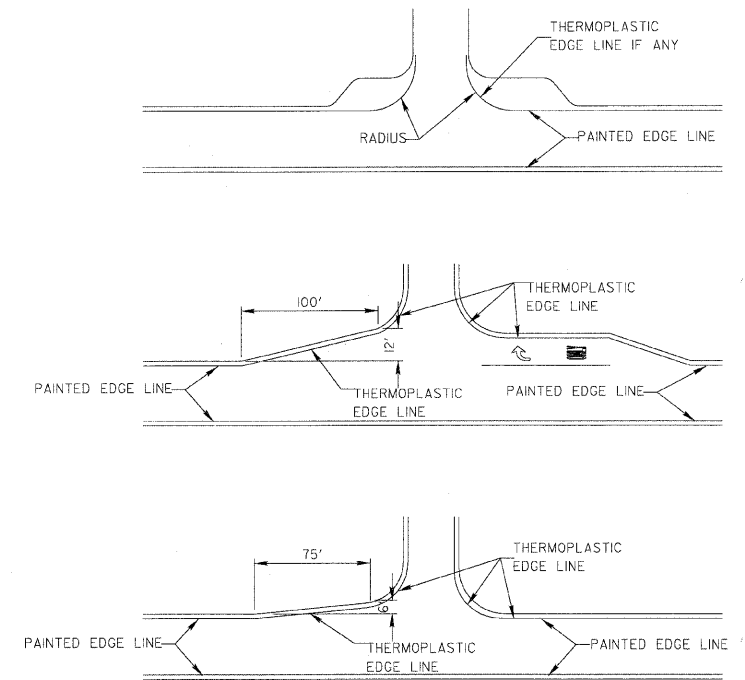 THERMOPLASTIC
EDGE LINE IF ANY
RADIUS
PAINTED EDGE LINE
100'
THERMOPLASTIC
EDGE LINE
12'
PAINTED EDGE LINE
THERMOPLASTIC
EDGE LINE
PAINTED EDGE LINE
75'
THERMOPLASTIC
EDGE LINE
6'
PAINTED EDGE LINE
THERMOPLASTIC
EDGE LINE
PAINTED EDGE LINE